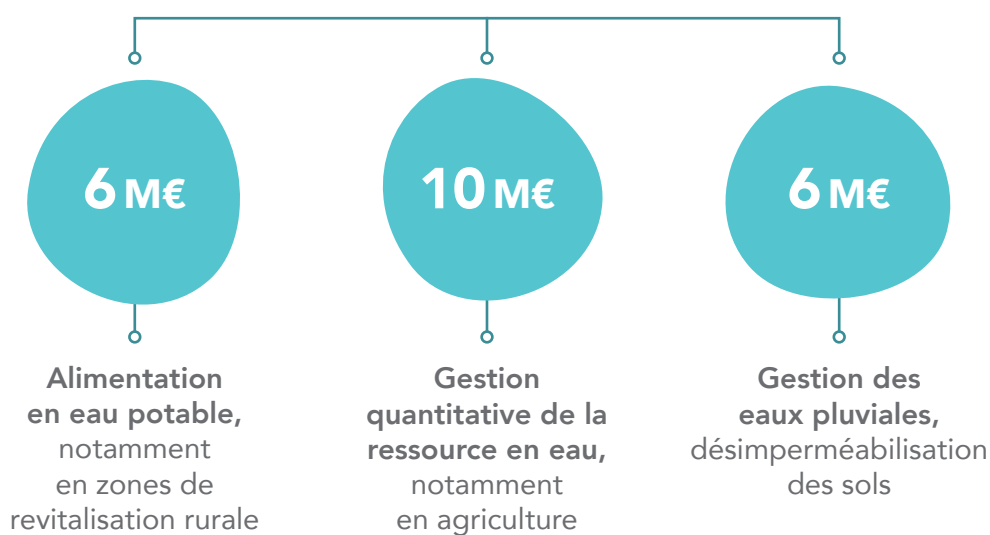 6 M€
Alimentation
en eau potable,
notamment
en zones de
revitalisation rurale
10 M€
Gestion
quantitative de la
ressource en eau,
notamment
en agriculture
6 M€
Gestion des
eaux pluviales,
désimperméabilisation
des sols